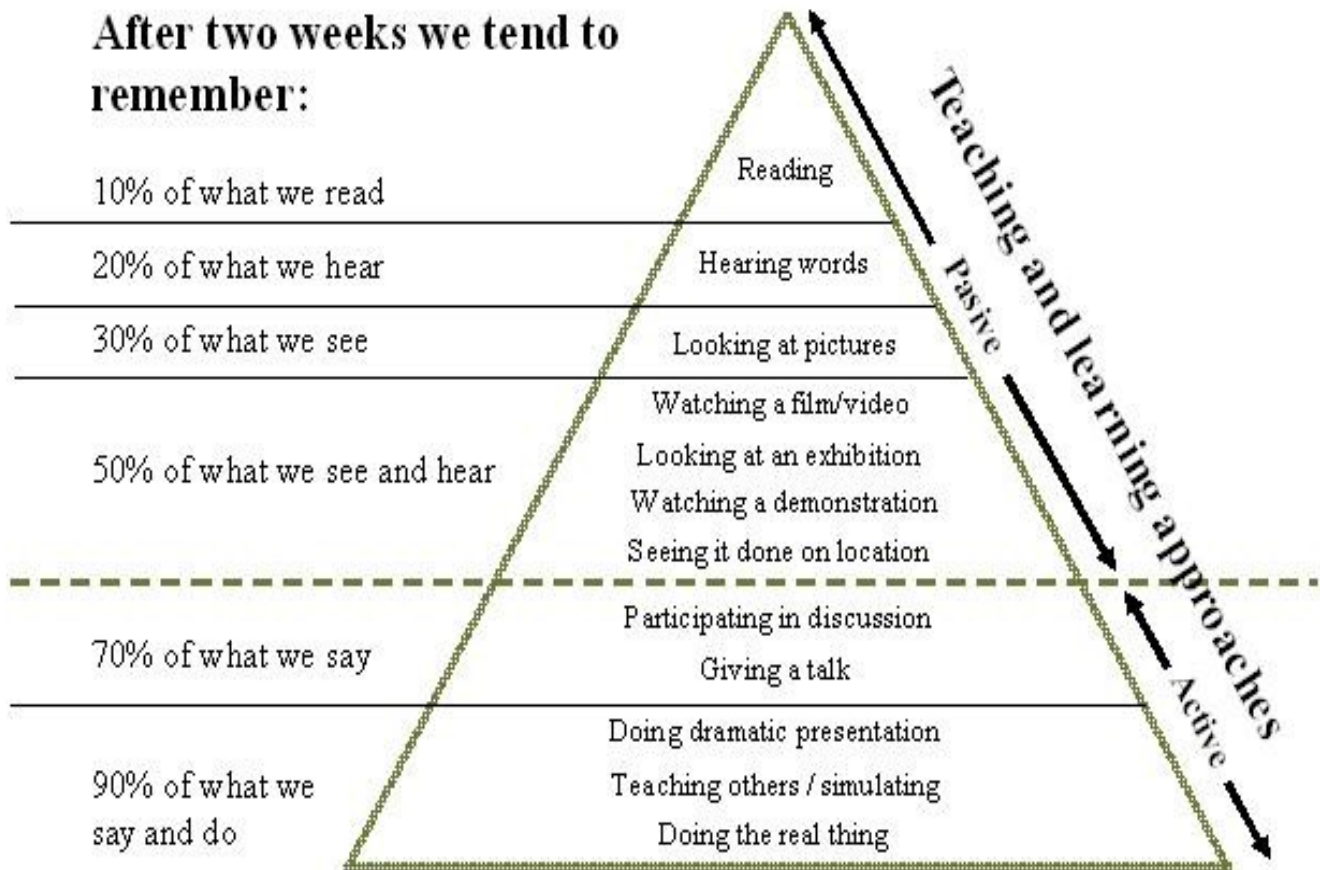 After two weeks we tend to
remember:
10% of what we read
Reading
20% of what we hear
Hearing words
30% of what we see
Looking at pictures
50% of what we see and hear
Watching a film/video
Looking at an exhibition
Watching a demonstration
Seeing it done on location
70% of what we say
Participating in discussion
Giving a talk
90% of what we
say and do
Doing dramatic presentation
Teaching others / simulating
Doing the real thing
Teaching and learning approaches
Pasive
Active